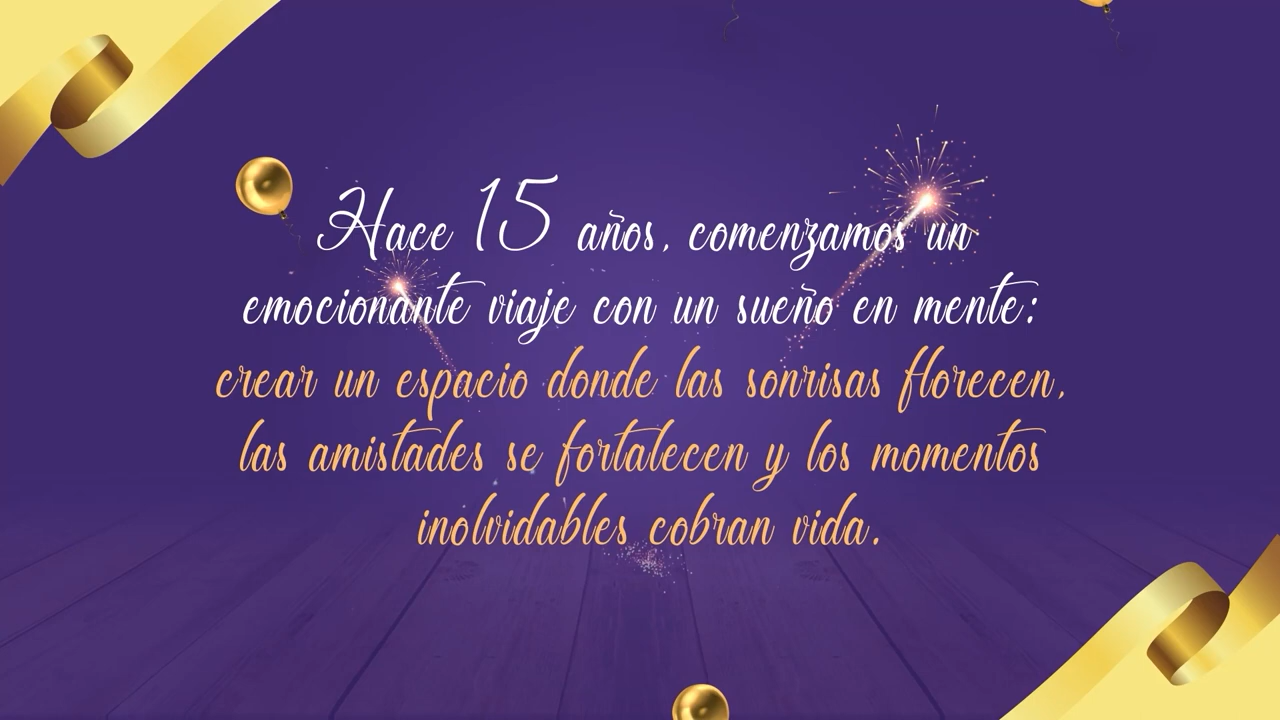 Hace 15 años, comenzamos un
emocionante viaje con un sueño en mente:
crear un espacio donde las sonrisas florecen,
las amistades se fortalecen y los momentos
inolvidables cobran vida.